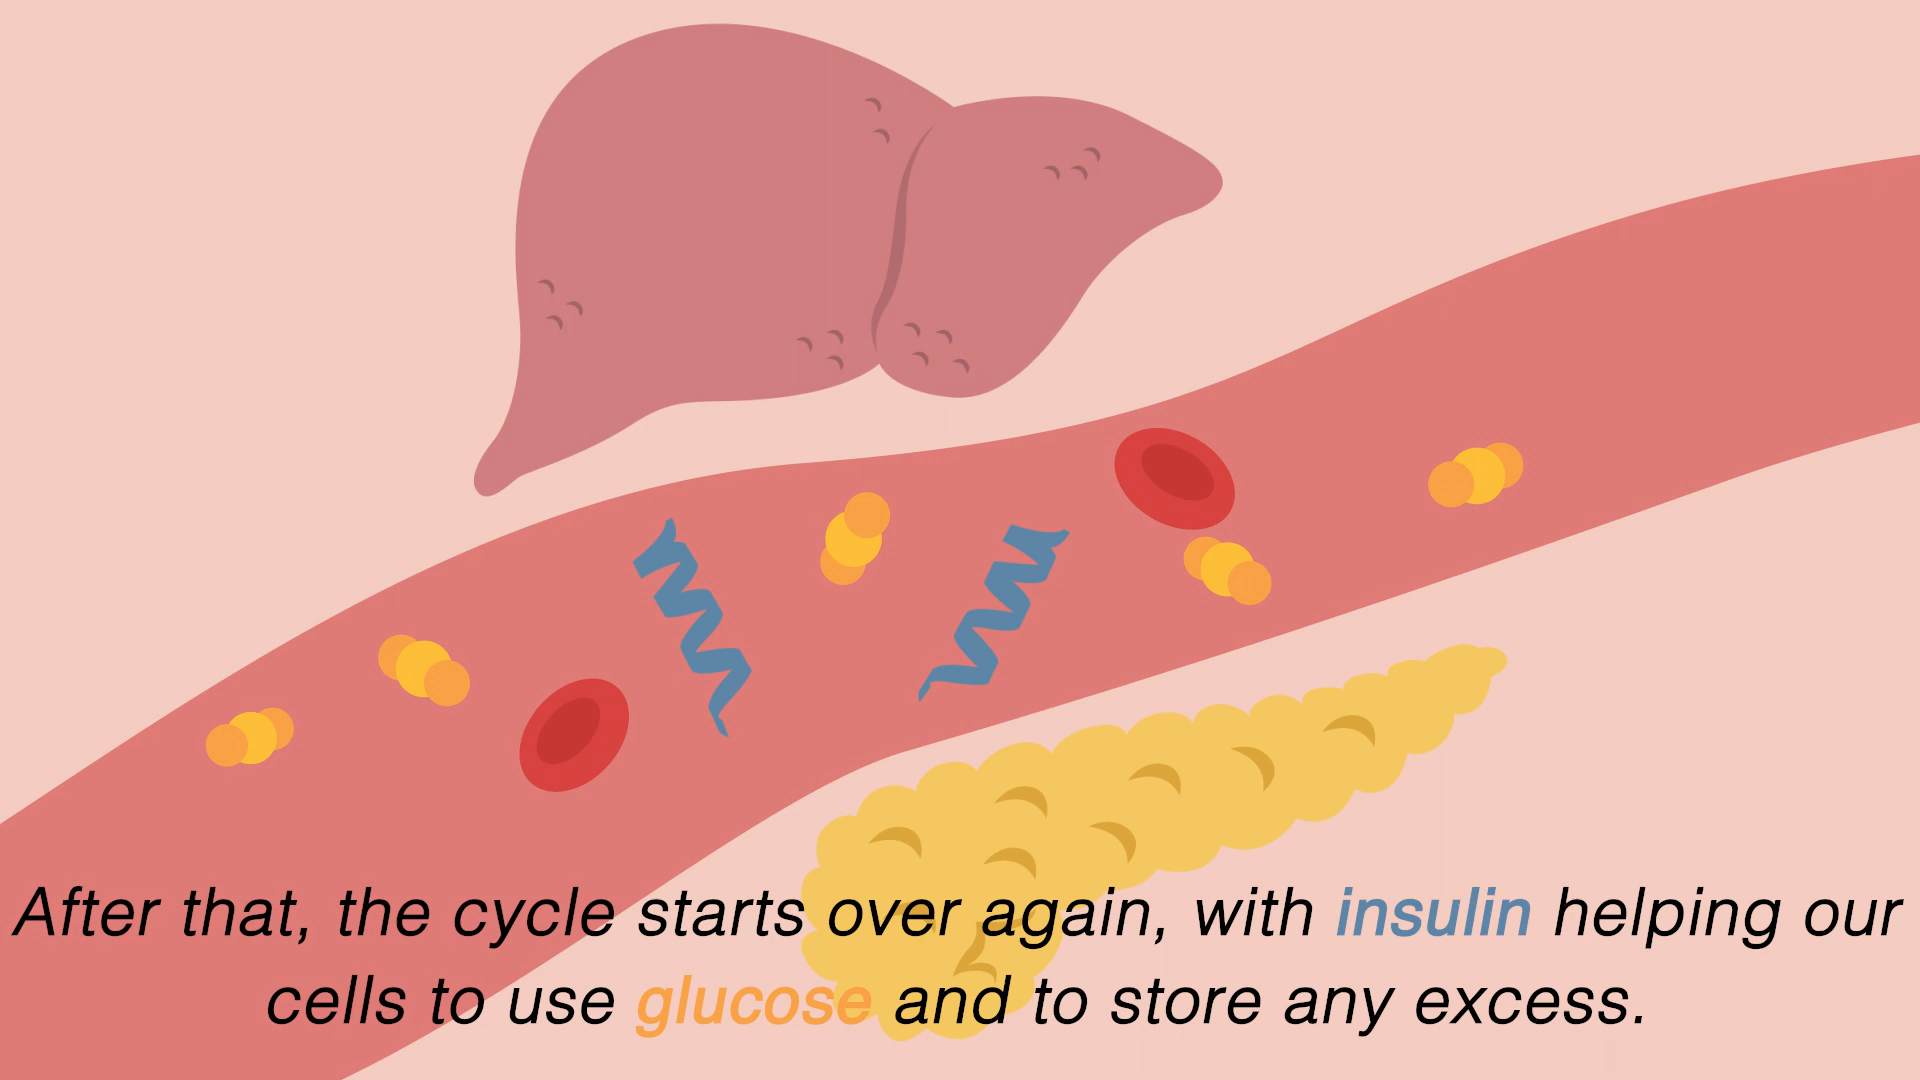 After that, the cycle starts over again, with insulin helping our
cells to use glucose and to store any excess.